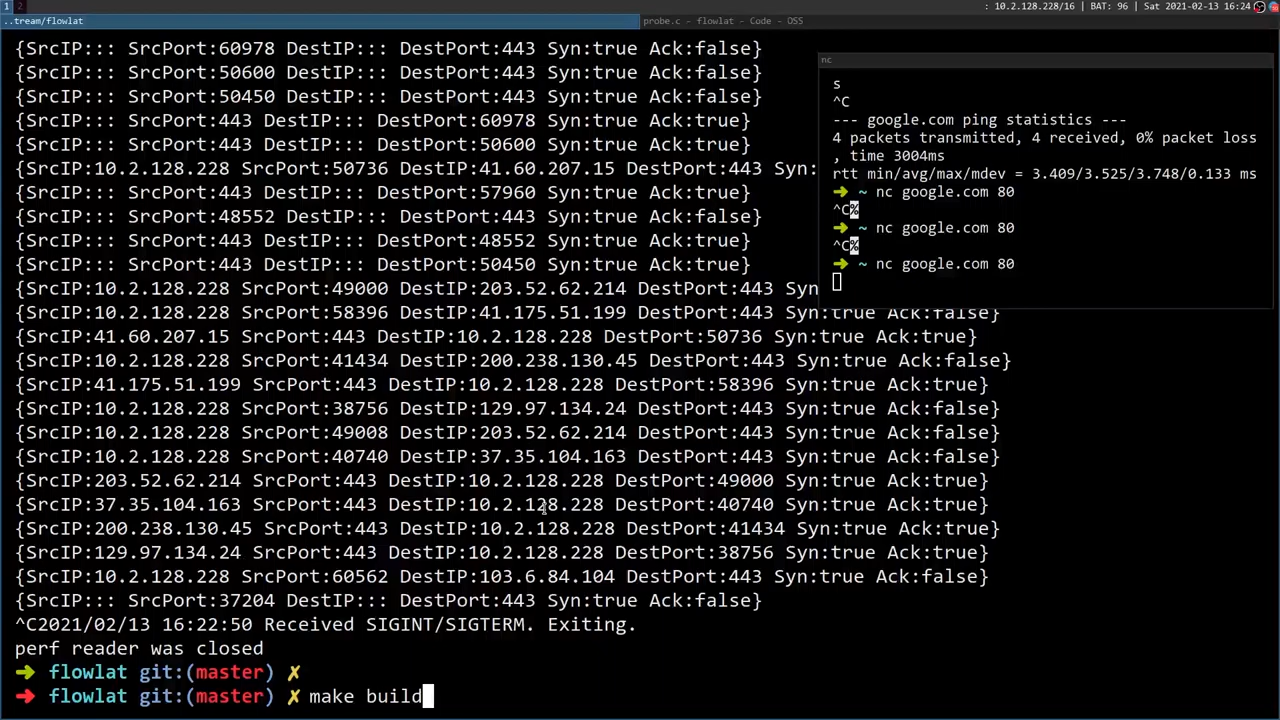 1 2 : 10.2.128.228/16 | BAT: 96 | Sat 2021-02-13 16:24
..tream/flowlat
probe.c - flowlat - Code - OSS
{SrcIP::: SrcPort:60978 DestIP::: DestPort:443 Syn:true Ack:false}
{SrcIP::: SrcPort:50600 DestIP::: DestPort:443 Syn:true Ack:false}
{SrcIP::: SrcPort:50450 DestIP::: DestPort:443 Syn:true Ack:false}
{SrcIP::: SrcPort:443 DestIP::: DestPort:60978 Syn:true Ack:true}
{SrcIP::: SrcPort:443 DestIP::: DestPort:50600 Syn:true Ack:true}
{SrcIP:10.2.128.228 SrcPort:50736 DestIP:41.60.207.15 DestPort:443 Syn:
{SrcIP::: SrcPort:443 DestIP::: DestPort:57960 Syn:true Ack:true}
{SrcIP::: SrcPort:48552 DestIP::: DestPort:443 Syn:true Ack:false}
{SrcIP::: SrcPort:443 DestIP::: DestPort:48552 Syn:true Ack:true}
{SrcIP::: SrcPort:443 DestIP::: DestPort:50450 Syn:true Ack:true}
{SrcIP:10.2.128.228 SrcPort:49000 DestIP:203.52.62.214 DestPort:443 Syn
{SrcIP:10.2.128.228 SrcPort:58396 DestIP:41.175.51.199 DestPort:443 Syn:true Ack:false}
{SrcIP:41.60.207.15 SrcPort:443 DestIP:10.2.128.228 DestPort:50736 Syn:true Ack:true}
{SrcIP:10.2.128.228 SrcPort:41434 DestIP:200.238.130.45 DestPort:443 Syn:true Ack:false}
{SrcIP:41.175.51.199 SrcPort:443 DestIP:10.2.128.228 DestPort:58396 Syn:true Ack:true}
{SrcIP:10.2.128.228 SrcPort:38756 DestIP:129.97.134.24 DestPort:443 Syn:true Ack:false}
{SrcIP:10.2.128.228 SrcPort:49008 DestIP:203.52.62.214 DestPort:443 Syn:true Ack:false}
{SrcIP:10.2.128.228 SrcPort:40740 DestIP:37.35.104.163 DestPort:443 Syn:true Ack:false}
{SrcIP:203.52.62.214 SrcPort:443 DestIP:10.2.128.228 DestPort:49000 Syn:true Ack:true}
{SrcIP:37.35.104.163 SrcPort:443 DestIP:10.2.128.228 DestPort:40740 Syn:true Ack:true}
{SrcIP:200.238.130.45 SrcPort:443 DestIP:10.2.128.228 DestPort:41434 Syn:true Ack:true}
{SrcIP:129.97.134.24 SrcPort:443 DestIP:10.2.128.228 DestPort:38756 Syn:true Ack:true}
{SrcIP:10.2.128.228 SrcPort:60562 DestIP:103.6.84.104 DestPort:443 Syn:true Ack:false}
{SrcIP::: SrcPort:37204 DestIP::: DestPort:443 Syn:true Ack:false}
^C2021/02/13 16:22:50 Received SIGINT/SIGTERM. Exiting.
perf reader was closed
➜ flowlat git:(master) ✗
➜ flowlat git:(master) ✗ make build
nc
s
^C
--- google.com ping statistics ---
4 packets transmitted, 4 received, 0% packet loss
, time 3004ms
rtt min/avg/max/mdev = 3.409/3.525/3.748/0.133 ms
➜ ~ nc google.com 80
^C%
➜ ~ nc google.com 80
^C%
➜ ~ nc google.com 80